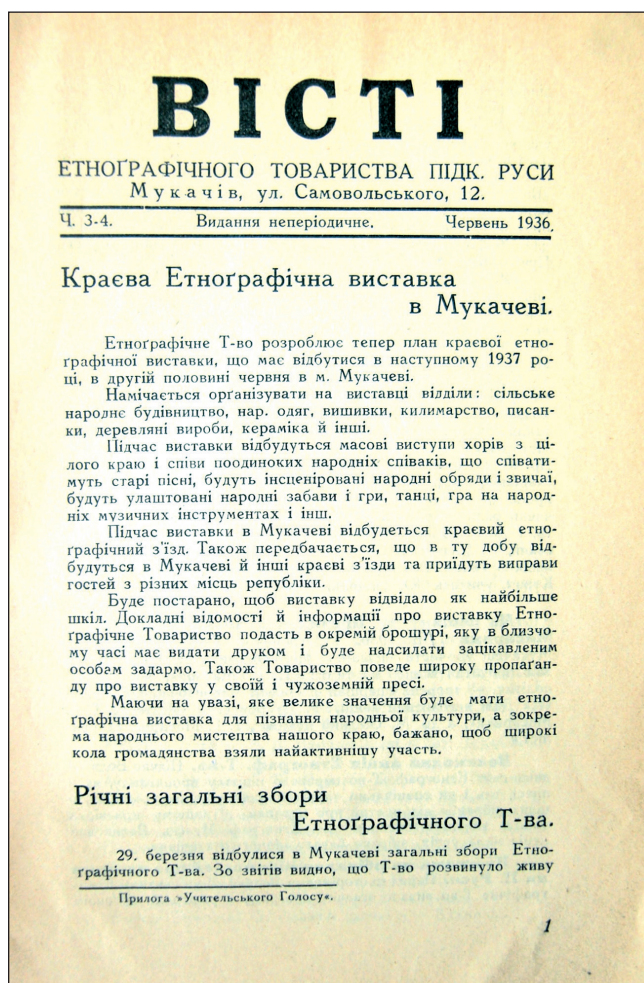 ВІСТІ
ЕТНОҐРАФІЧНОГО ТОВАРИСТВА ПІДК. РУСИ
Мукачів, ул. Самовольського, 12.
Ч. 3-4. Видання неперіодичне. Червень 1936.
Краєва Етноґрафічна виставка
в Мукачеві.
Етноґрафічне Т-во розроблює тепер план краєвої етно-
ґрафічної виставки, що має відбутися в наступному 1937 ро-
ці, в другій половині червня в м. Мукачеві.
Намічається орґанізувати на виставці відділи: сільське
народнє будівництво, нар. одяг, вишивки, килимарство, писан-
ки, деревляні вироби, кераміка й інші.
Підчас виставки відбудуться масові виступи хорів з ці-
лого краю і співи поодиноких народніх співаків, що співати-
муть старі пісні, будуть інсценіровані народні обряди і звичаї,
будуть улаштовані народні забави і гри, танці, гра на народ-
ніх музичних інструментах і інш.
Підчас виставки в Мукачеві відбудеться краєвий етно-
ґрафічний з'їзд. Також передбачається, що в ту добу від-
будуться в Мукачеві й інші краєві з'їзди та приїдуть виправи
гостей з різних місць републіки.
Буде постарано, щоб виставку відвідало як найбільше
шкіл. Докладні відомості й інформації про виставку Етно-
ґрафічне Товариство подасть в окремій брошурі, яку в близчо-
му часі має видати друком і буде надсилати зацікавленим
особам задармо. Також Товариство поведе широку пропаґан-
ду про виставку у своїй і чужоземній пресі.
Маючи на увазі, яке велике значення буде мати етно-
ґрафічна виставка для пізнання народньої культури, а зокре-
ма народнього мистецтва нашого краю, бажано, щоб широкі
кола громадянства взяли найактивнішу участь.
Річні загальні збори
Етноґрафічного Т-ва.
29. березня відбулися в Мукачеві загальні збори Етно-
ґрафічного Т-ва. Зо звітів видно, що Т-во розвинуло живу
Прилога »Учительського Голосу«.
1